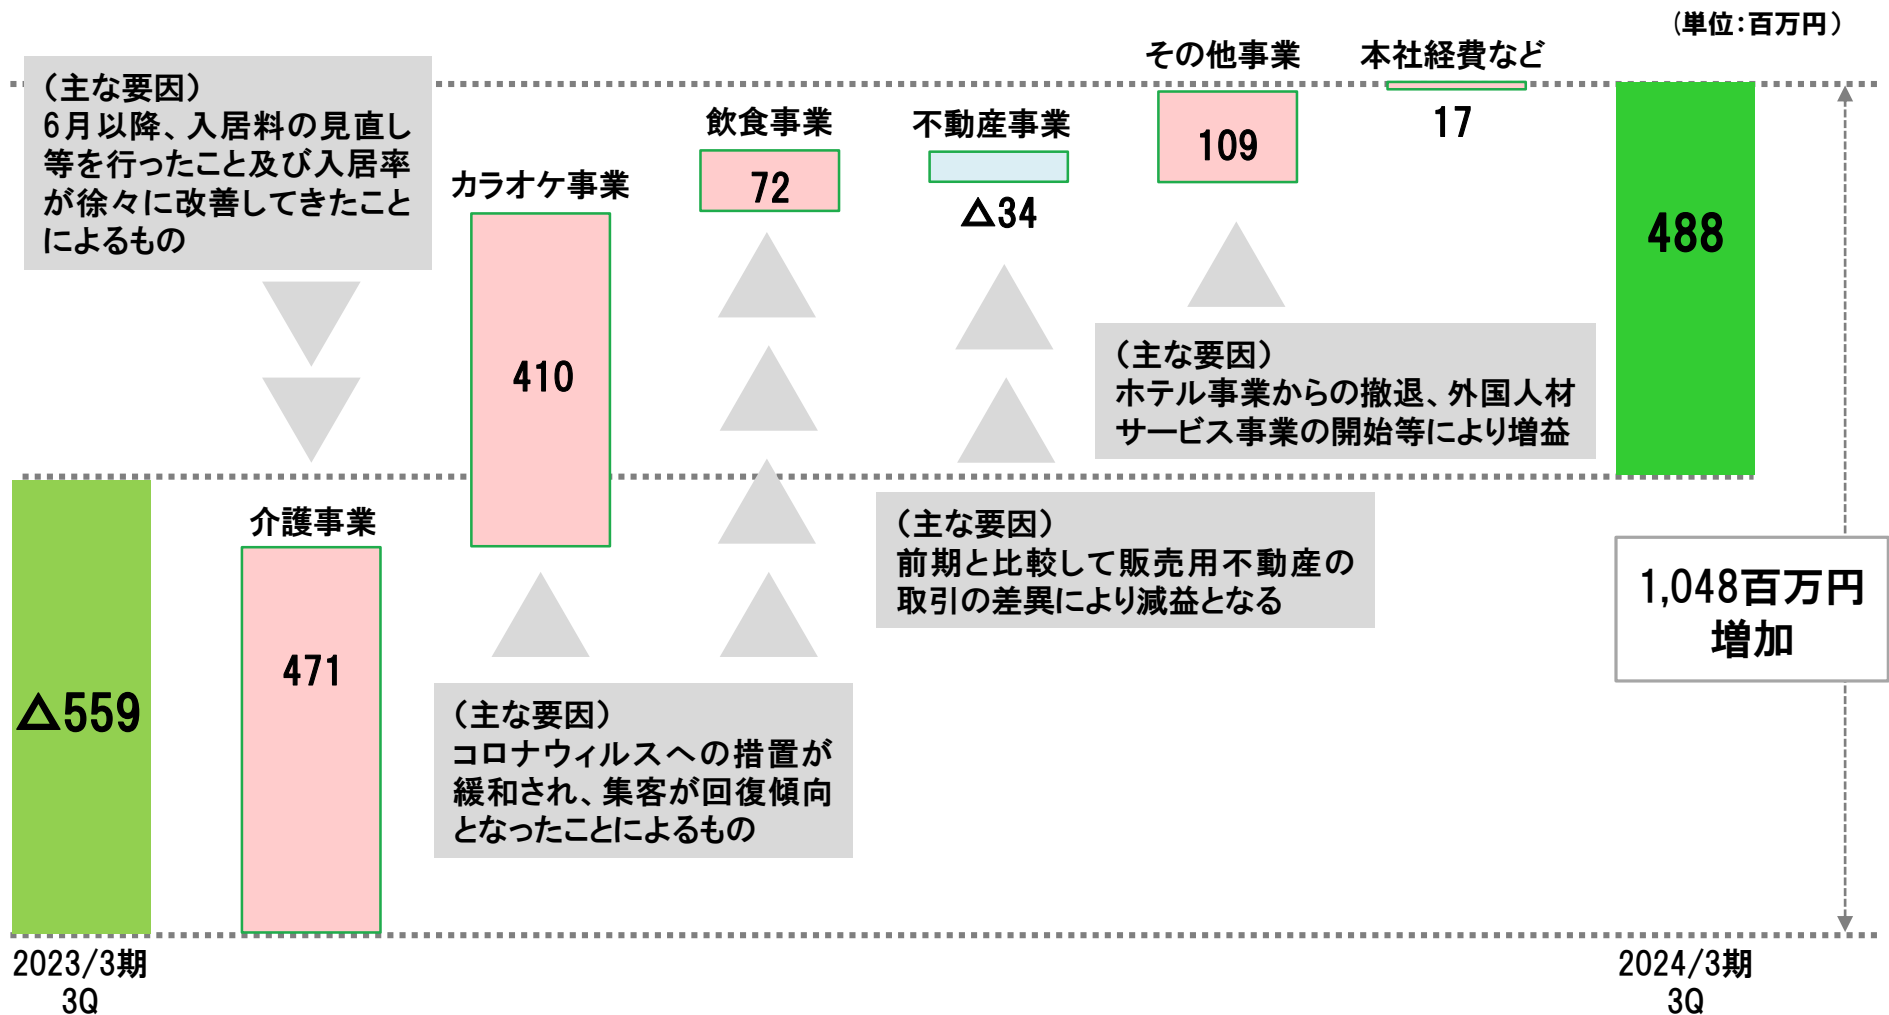 (単位：百万円）
（主な要因）
6月以降、入居料の見直し
等を行ったこと及び入居率
が徐々に改善してきたこと
によるもの
カラオケ事業
飲食事業
不動産事業
その他事業
本社経費など
72
△34
109
17
488
410
（主な要因）
ホテル事業からの撤退、外国人材
サービス事業の開始等により増益
介護事業
471
△559
（主な要因）
前期と比較して販売用不動産の
取引の差異により減益となる
（主な要因）
コロナウィルスへの措置が
緩和され、集客が回復傾向
となったことによるもの
1,048百万円
増加
2023/3期
3Q
2024/3期
3Q